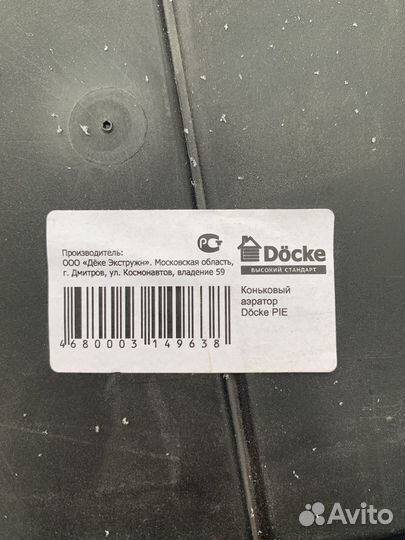 Производитель:
ООО «Дёке Экстружн». Московская область,
г. Дмитров, ул. Космонавтов, владение 59
Döcke
ВЫСОКИЙ СТАНДАРТ
Коньковый
аэратор
Döcke PIE
4680003 149638
Avito